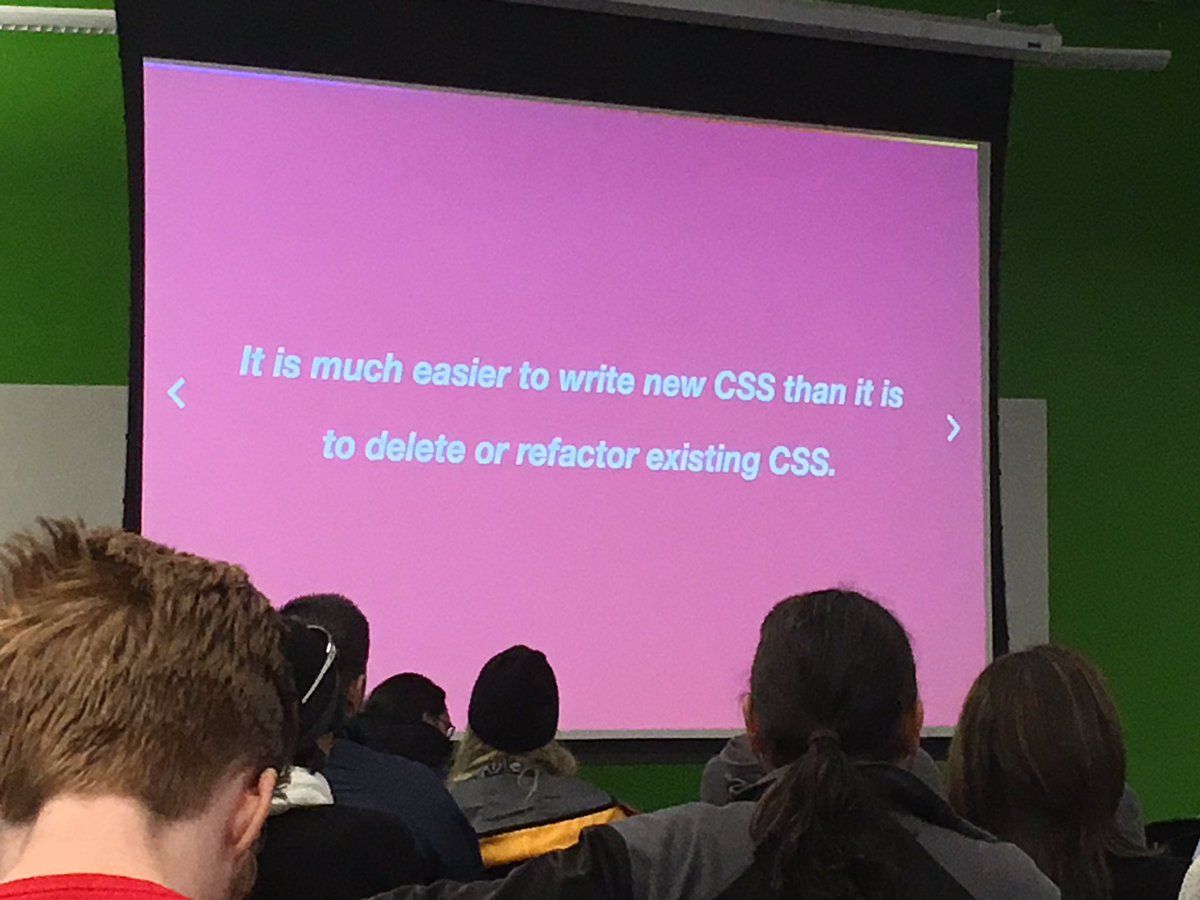 It is much easier to write new CSS than it is
to delete or refactor existing CSS.